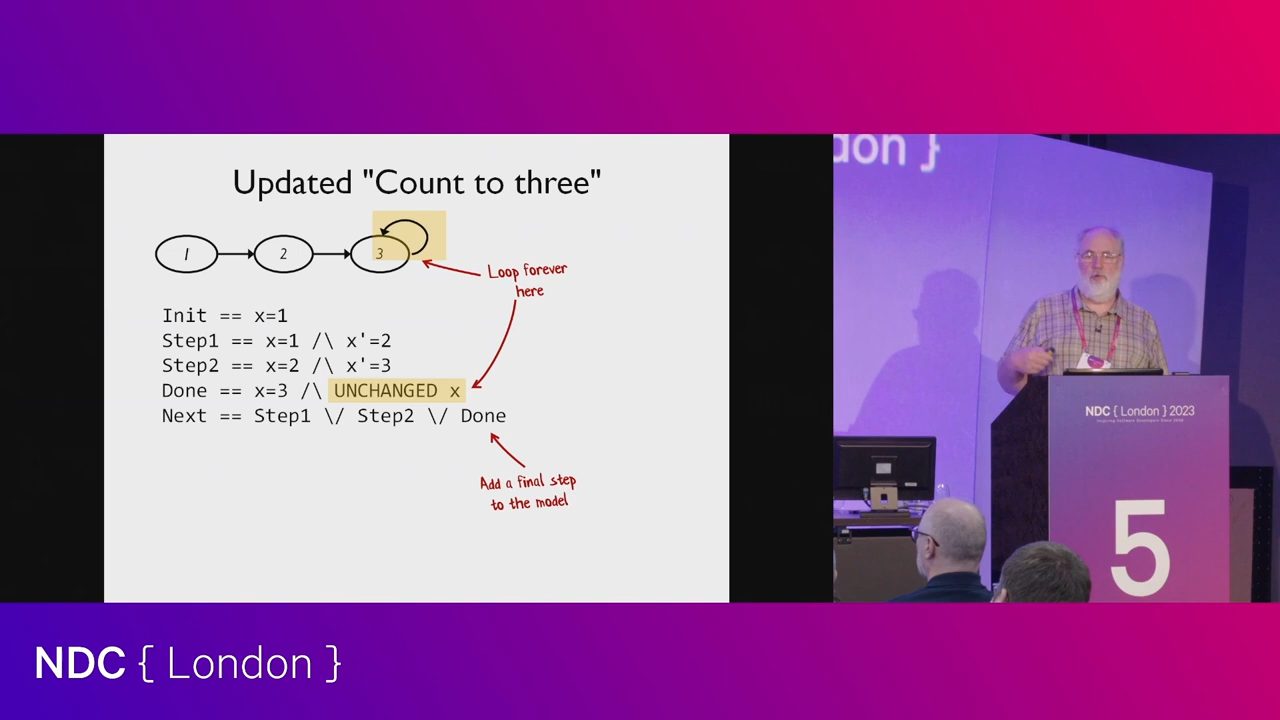 don }
Updated "Count to three"
1
2
3
Loop forever
here
Init == x=1
Step1 == x=1 /\ x'=2
Step2 == x=2 /\ x'=3
Done == x=3 /\ UNCHANGED x
Next == Step1 \/ Step2 \/ Done
Add a final step
to the model
NDC { London } 2023
5
NDC { London }